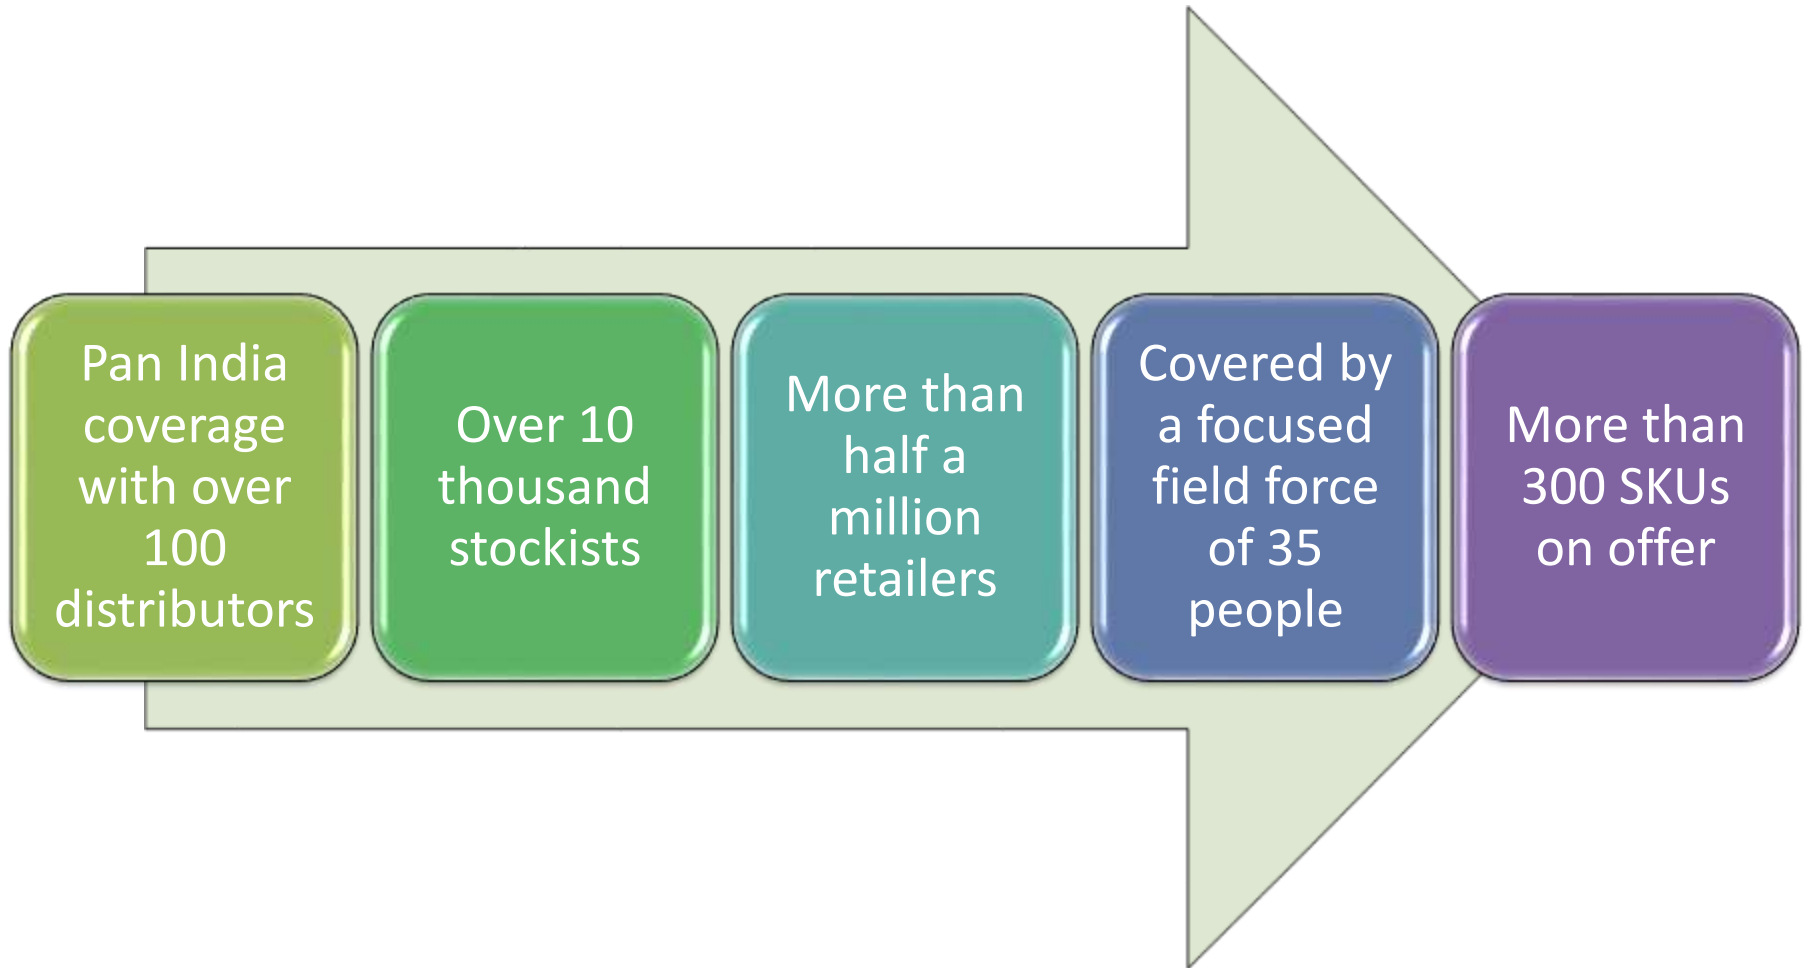 Pan India
coverage
with over
100
distributors
Over 10
thousand
stockists
More than
half a
million
retailers
Covered by
a focused
field force
of 35
people
More than
300 SKUs
on offer